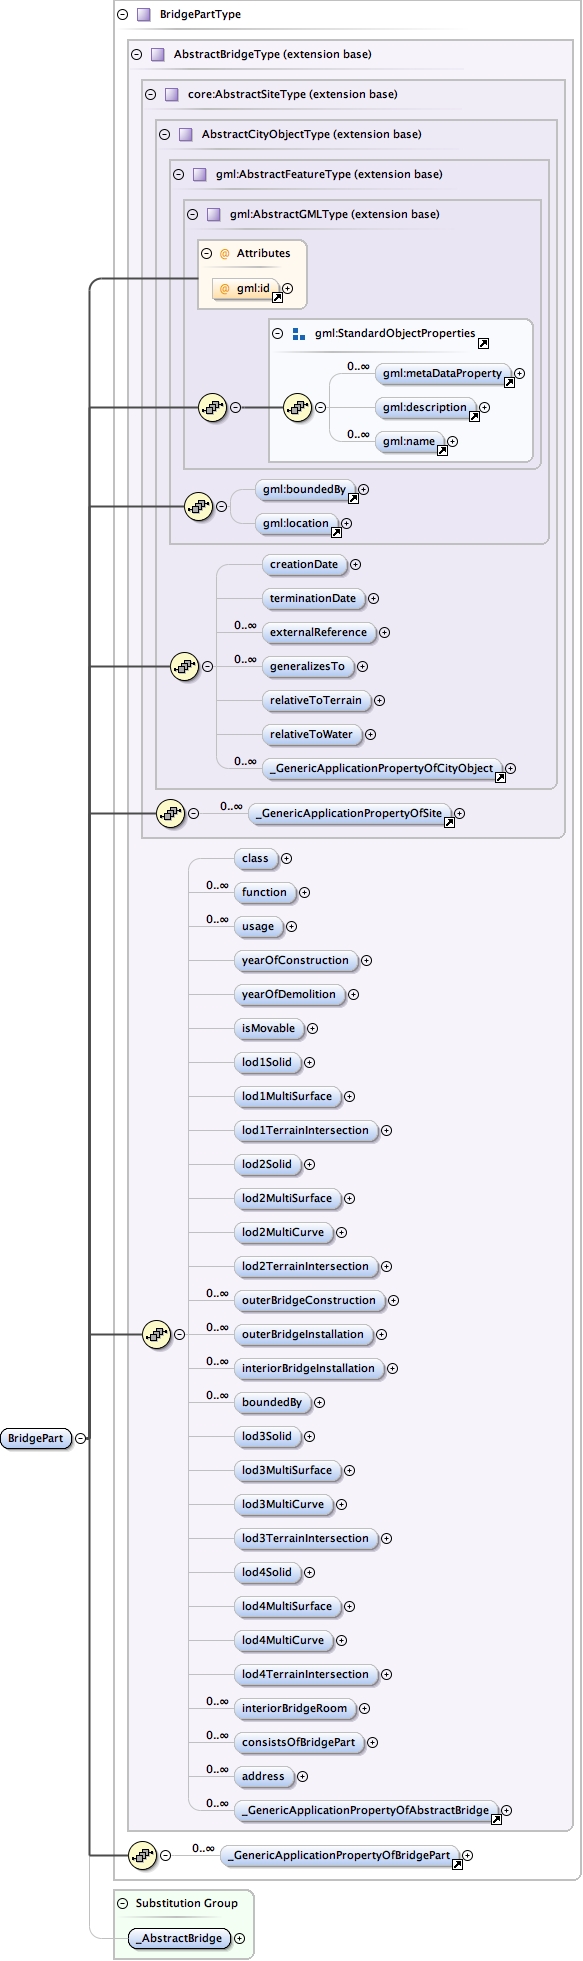 BridgePartType
AbstractBridgeType (extension base)
core:AbstractSiteType (extension base)
AbstractCityObjectType (extension base)
gml:AbstractFeatureType (extension base)
gml:AbstractGMLType (extension base)
@ Attributes
@ gml:id
gml:StandardObjectProperties
0..∞ gml:metaDataProperty
gml:description
0..∞ gml:name
gml:boundedBy
gml:location
creationDate
terminationDate
0..∞ externalReference
0..∞ generalizesTo
relativeToTerrain
relativeToWater
0..∞ _GenericApplicationPropertyOfCityObject
0..∞ _GenericApplicationPropertyOfSite
class
0..∞ function
0..∞ usage
yearOfConstruction
yearOfDemolition
isMovable
lod1Solid
lod1MultiSurface
lod1TerrainIntersection
lod2Solid
lod2MultiSurface
lod2MultiCurve
lod2TerrainIntersection
0..∞ outerBridgeConstruction
0..∞ outerBridgeInstallation
0..∞ interiorBridgeInstallation
0..∞ boundedBy
BridgePart
lod3Solid
lod3MultiSurface
lod3MultiCurve
lod3TerrainIntersection
lod4Solid
lod4MultiSurface
lod4MultiCurve
lod4TerrainIntersection
0..∞ interiorBridgeRoom
0..∞ consistsOfBridgePart
0..∞ address
0..∞ _GenericApplicationPropertyOfAbstractBridge
0..∞ _GenericApplicationPropertyOfBridgePart
Substitution Group
_AbstractBridge